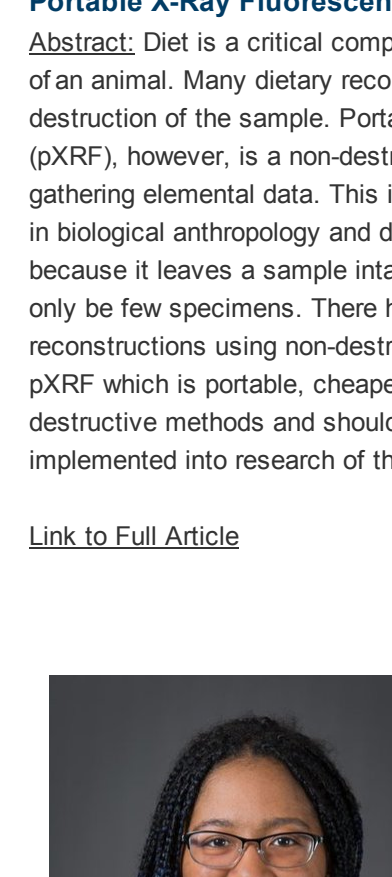 Portable X-Ray Fluorescen
Abstract: Diet is a critical comp
of an animal. Many dietary reco
destruction of the sample. Porta
(pXRF), however, is a non-destr
gathering elemental data. This i
in biological anthropology and d
because it leaves a sample inta
only be few specimens. There h
reconstructions using non-destr
pXRF which is portable, cheape
destructive methods and should
implemented into research of th
Link to Full Article